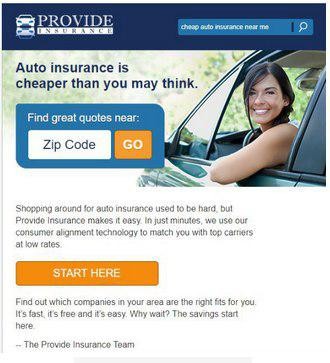 PROVIDE
INSURANCE
cheap auto insurance near me
Auto insurance is
cheaper than you may think.
Find great quotes near:
Zip Code
GO
Shopping around for auto insurance used to be hard, but
Provide Insurance makes it easy. In just minutes, we use our
consumer alignment technology to match you with top carriers
at low rates.
START HERE
Find out which companies in your area are the right fits for you.
It's fast, it's free and it's easy. Why wait? The savings start
here.
-- The Provide Insurance Team